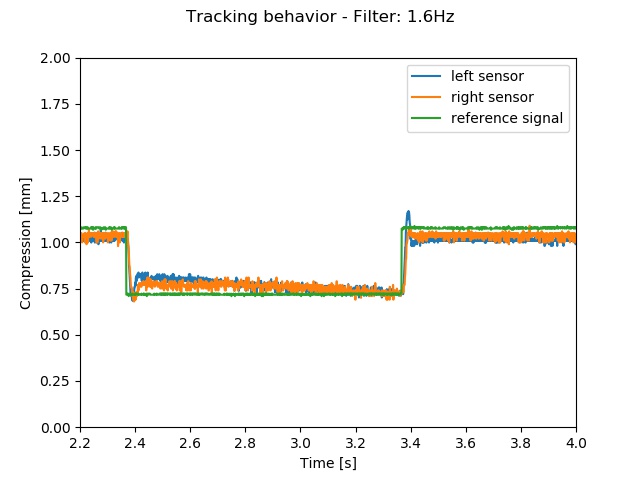 Tracking behavior - Filter: 1.6Hz
2.00
1.75
1.50
1.25
1.00
0.75
0.50
0.25
0.00
Compression [mm]
left sensor
right sensor
reference signal
2.2 2.4 2.6 2.8 3.0 3.2 3.4 3.6 3.8 4.0
Time [s]